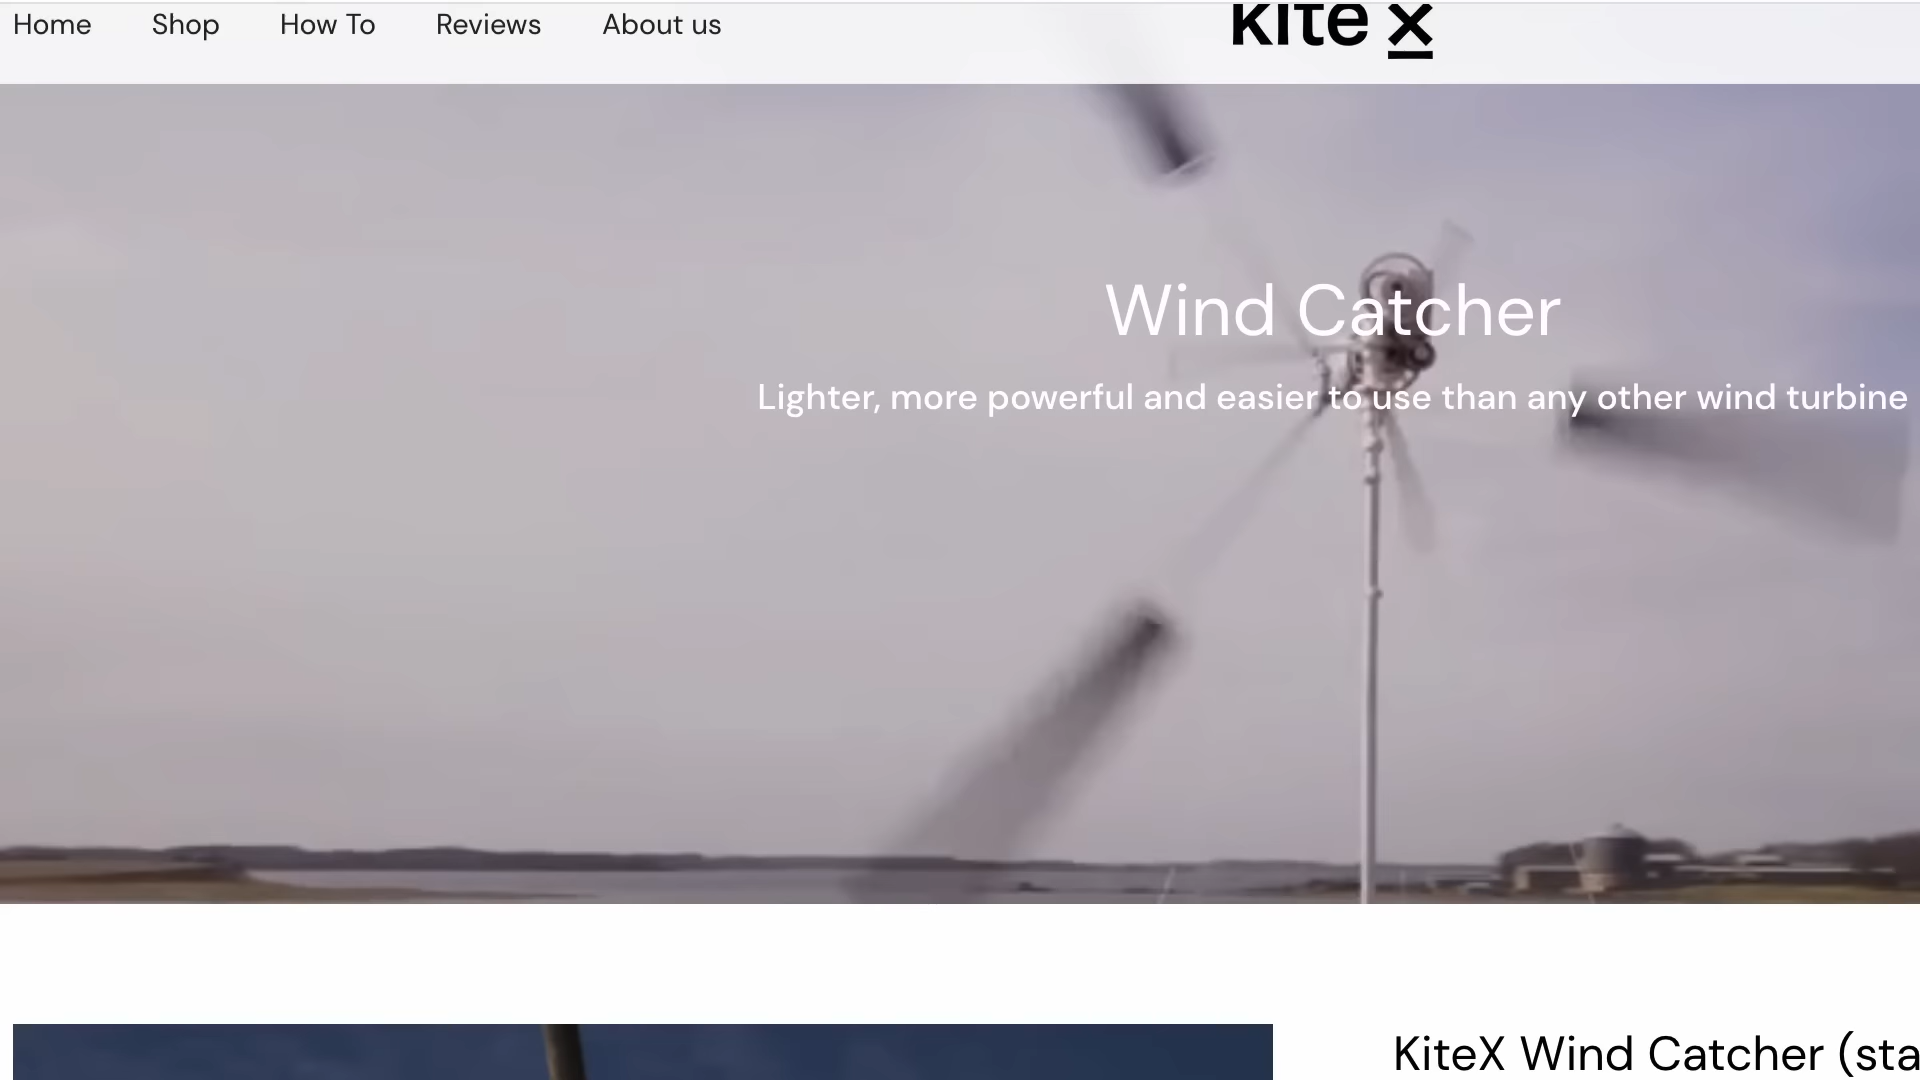 Home Shop How To Reviews About us
kite x
Wind Catcher
Lighter, more powerful and easier to use than any other wind turbine
KiteX Wind Catcher (sta